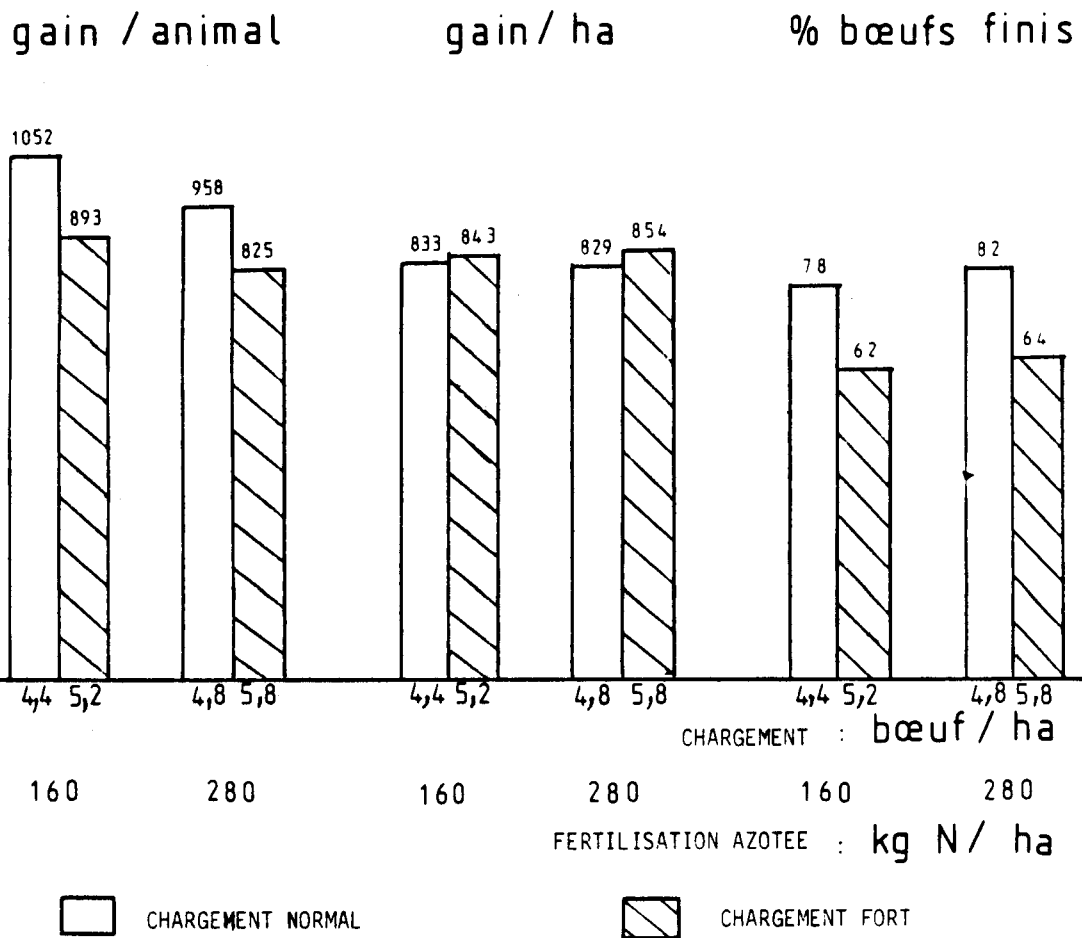 gain / animal gain / ha % bœufs finis
1052
893
958
825
833 843
829
854
78
62
82
64
4,4 5,2 4,8 5,8 4,4 5,2 4,8 5,8 4,4 5,2 4,8 5,8
CHARGEMENT : bœuf / ha
160 280 160 280 160 280
FERTILISATION AZOTEE : kg N / ha
CHARGEMENT NORMAL CHARGEMENT FORT